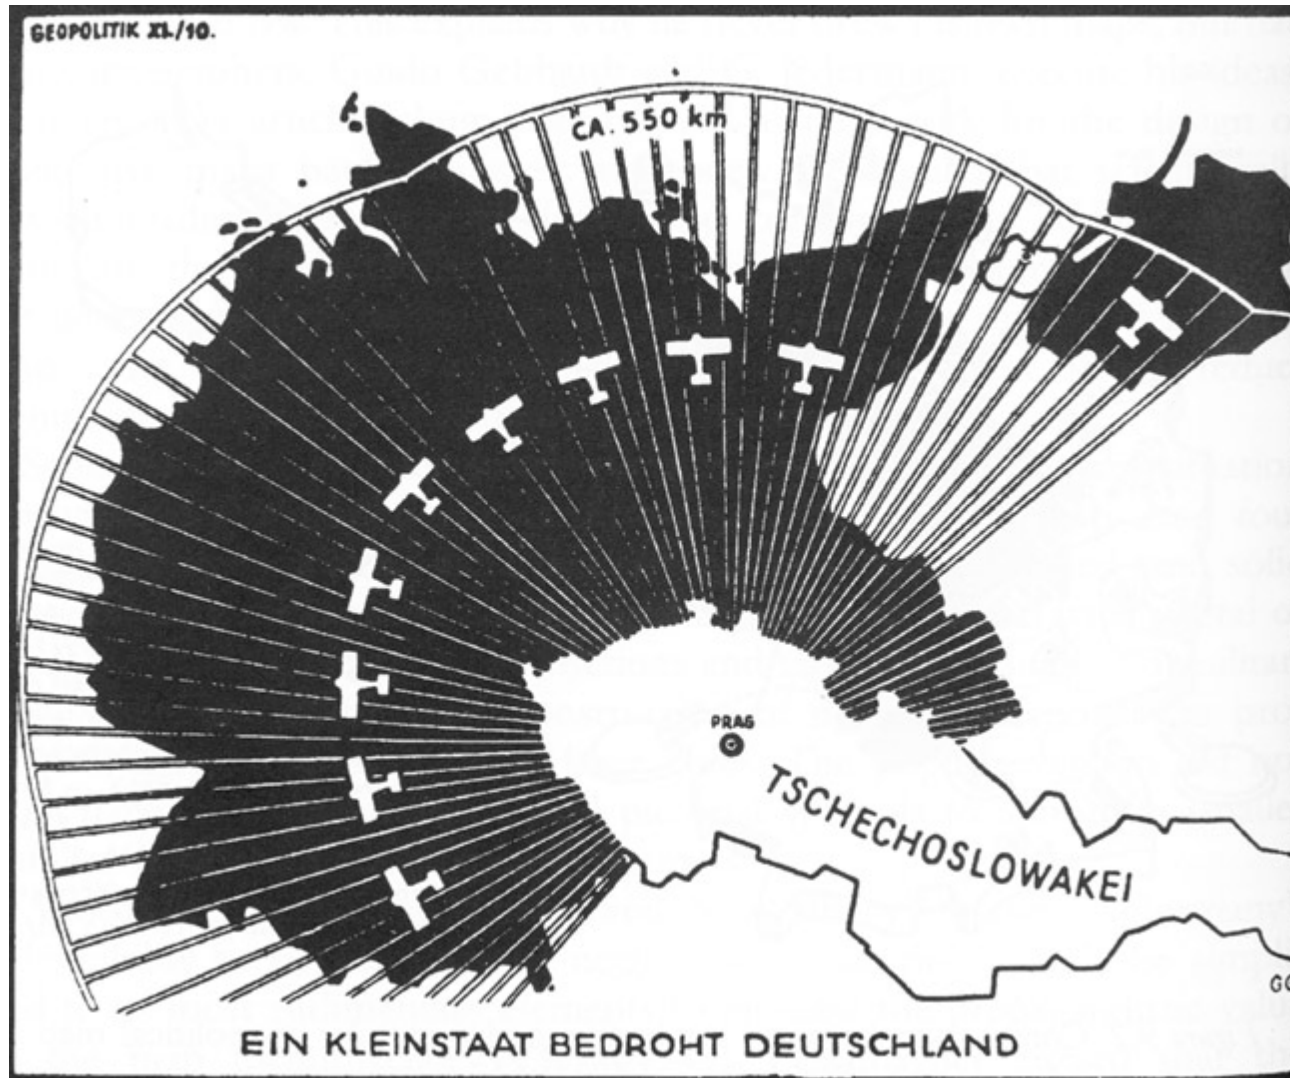 GEOPOLITIK XI./10.
CA. 550 km
PRAG
TSCHECHOSLOWAKEI
EIN KLEINSTAAT BEDROHT DEUTSCHLAND